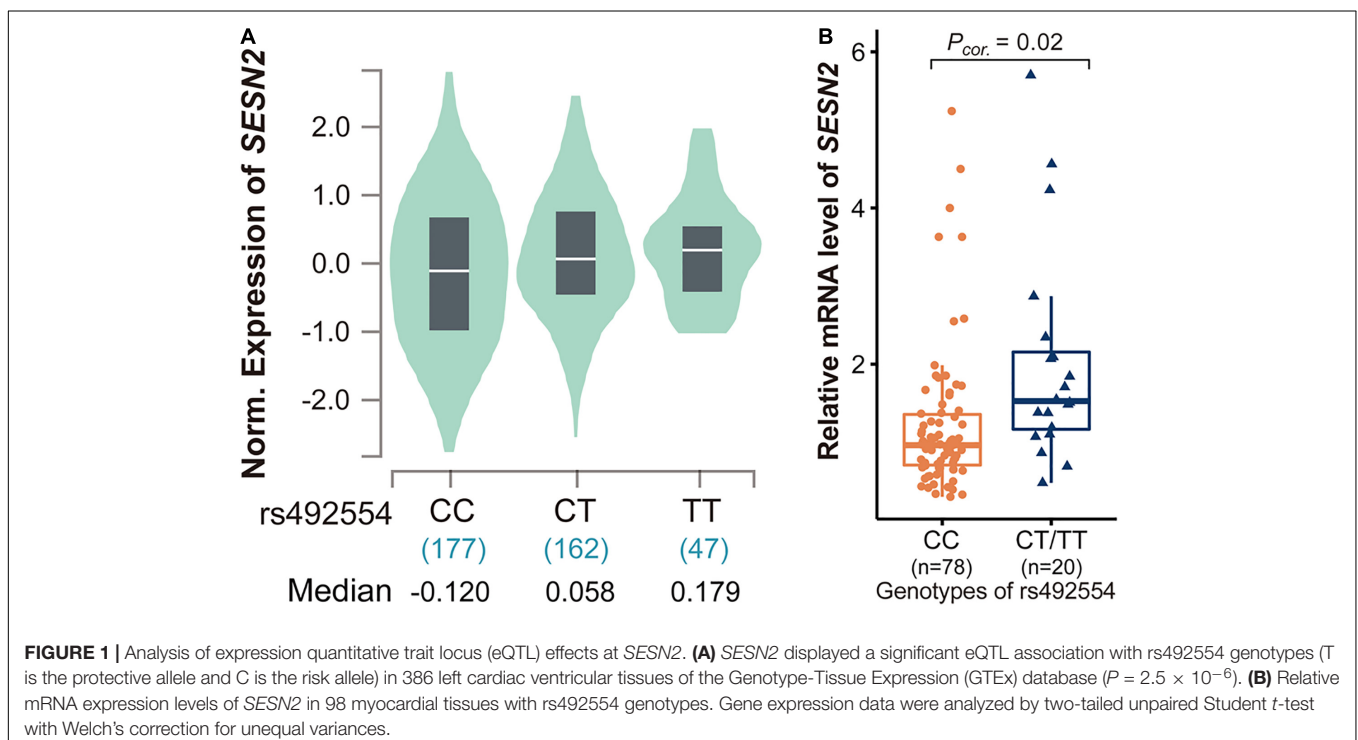 A
Norm. Expression of SESN2
2.0
1.0
0.0
-1.0
-2.0
rs492554 CC CT TT
(177) (162) (47)
Median -0.120 0.058 0.179
B
Relative mRNA level of SESN2
6
4
2
Pcor. = 0.02
CC CT/TT
(n=78) (n=20)
Genotypes of rs492554
FIGURE 1 | Analysis of expression quantitative trait locus (eQTL) effects at SESN2. (A) SESN2 displayed a significant eQTL association with rs492554 genotypes (T
is the protective allele and C is the risk allele) in 386 left cardiac ventricular tissues of the Genotype-Tissue Expression (GTEx) database (P = 2.5 × 10−6). (B) Relative
mRNA expression levels of SESN2 in 98 myocardial tissues with rs492554 genotypes. Gene expression data were analyzed by two-tailed unpaired Student t-test
with Welch's correction for unequal variances.